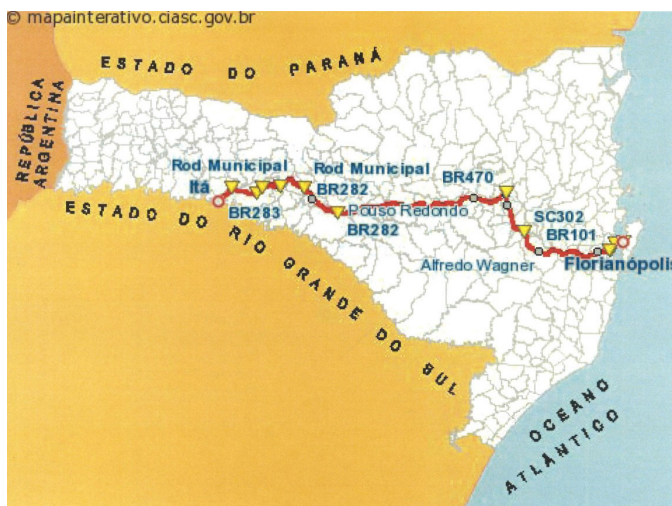 © mapainterativo.ciasc.gov.br
ESTADO DO PARANÁ
REPÚBLICA
ARGENTINA
Rod Municipal
Rod Municipal
Itá
BR282
BR470
BR283
Pouso Redondo
SC302
BR282
BR101
Alfredo Wagner
Florianópolis
ESTADO DO RIO GRANDE DO SUL
OCEANO
ATLÂNTICO